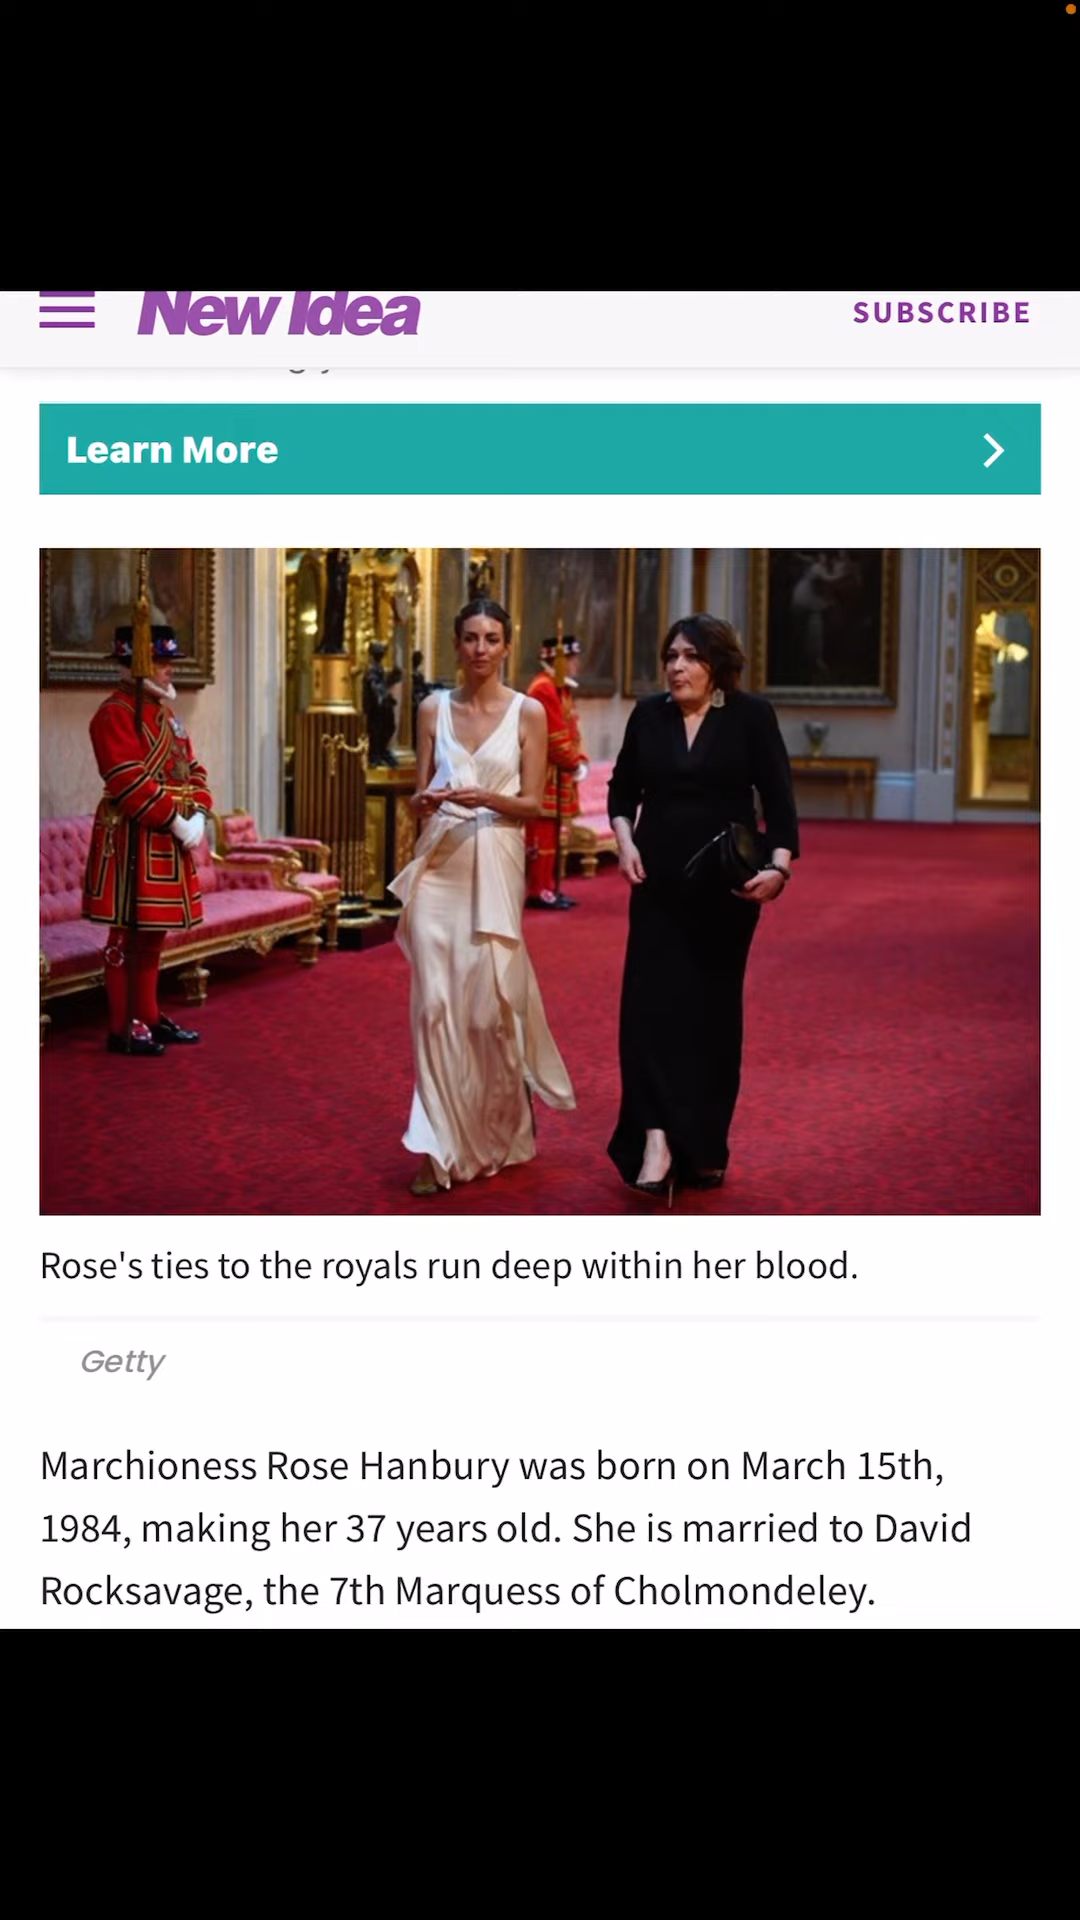 New Idea
SUBSCRIBE
Learn More
Rose's ties to the royals run deep within her blood.
Getty
Marchioness Rose Hanbury was born on March 15th,
1984, making her 37 years old. She is married to David
Rocksavage, the 7th Marquess of Cholmondeley.